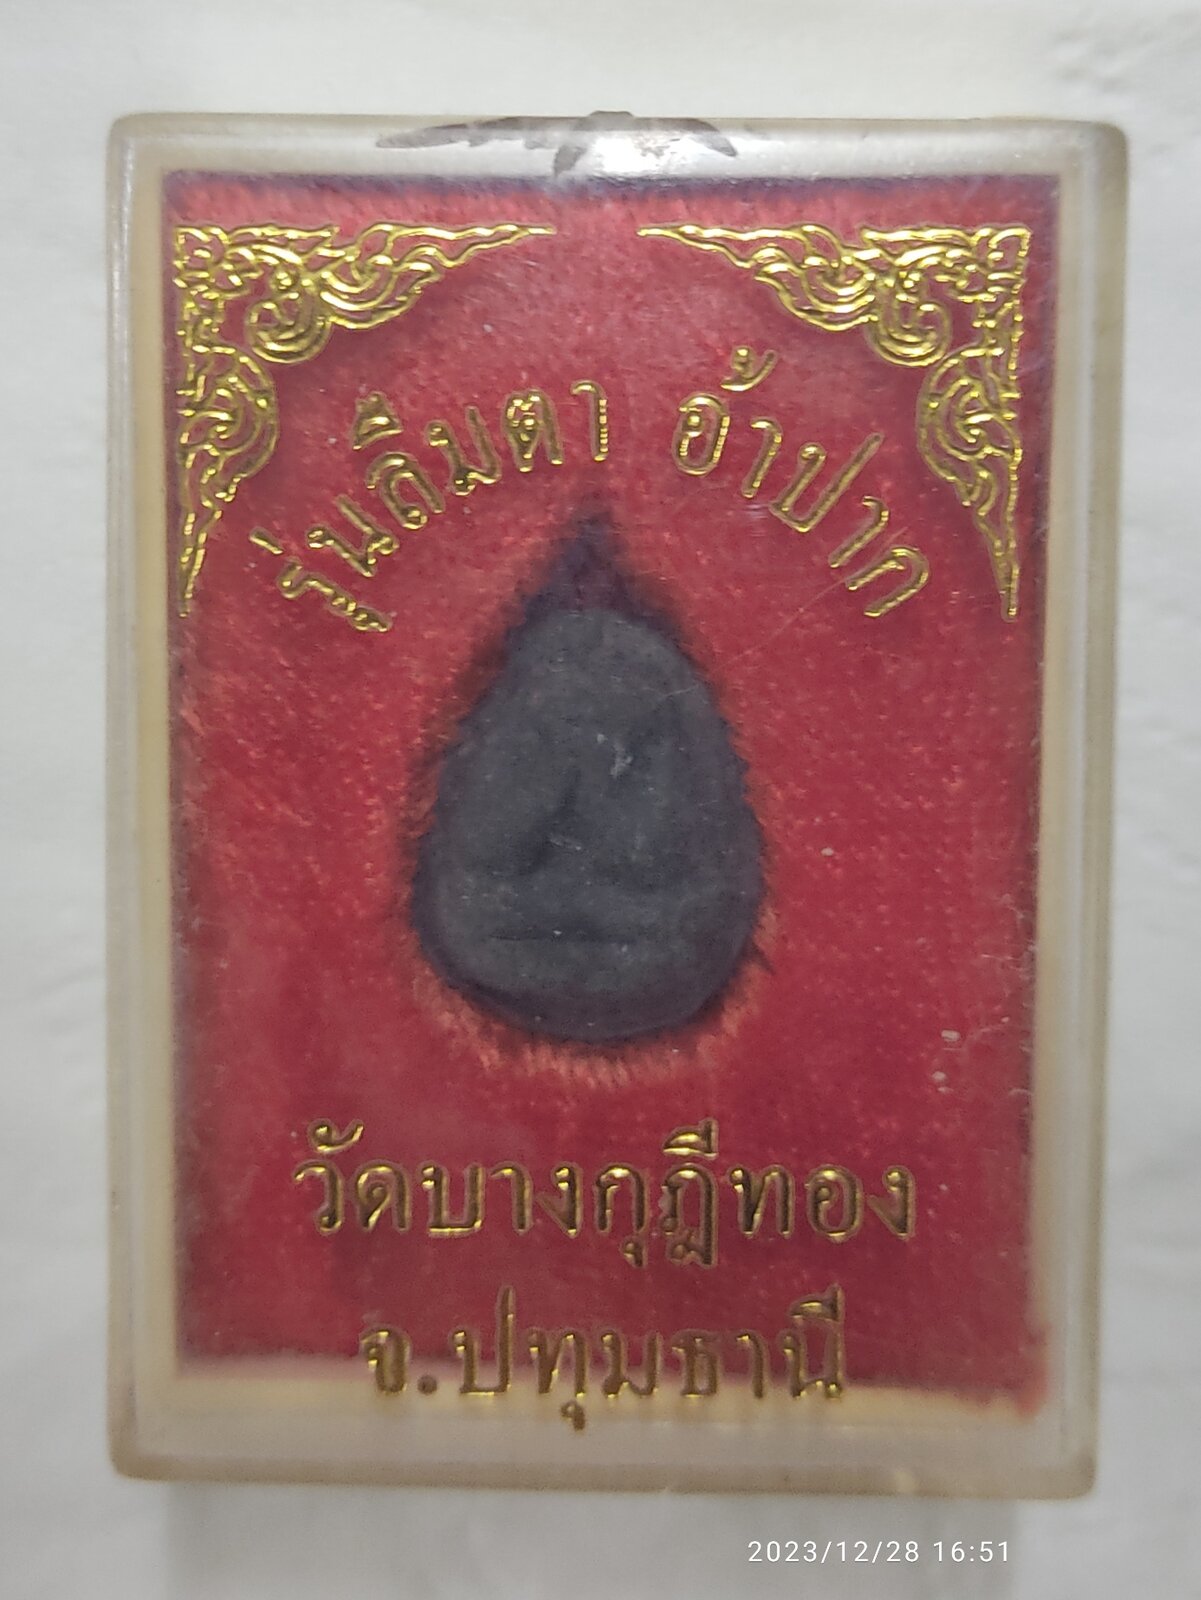 รุ่นลืมตา อ้าปาก
วัดบางกุฎีทอง
จ.ปทุมธานี
2023/12/28 16:51